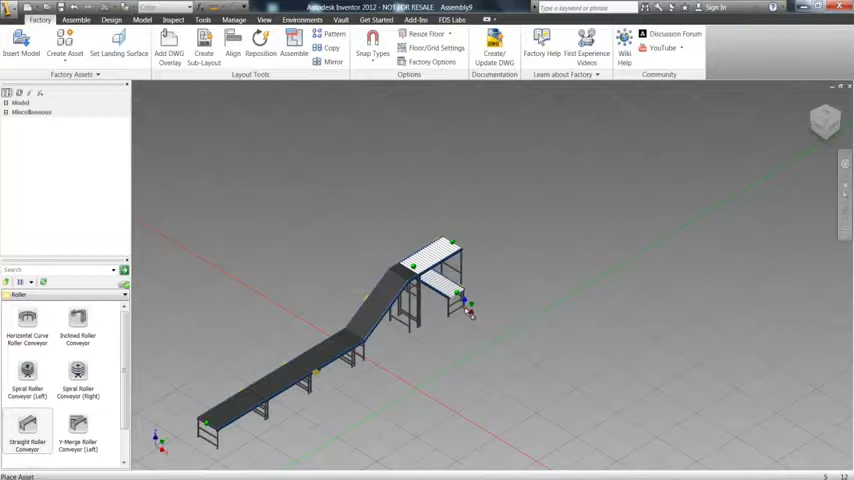 Color
Autodesk Inventor 2012 - NOT FOR RESALE Assembly9
Type a keyword or phrase
Sign In
Factory Assemble Design Model Inspect Tools Manage View Environments Vault Get Started Add-Ins FDS Labs
Insert Model
Create Asset
Set Landing Surface
Add DWG Overlay
Create Sub-Layout
Align
Reposition
Assemble
Pattern
Copy
Mirror
Snap Types
Resize Floor
Floor/Grid Settings
Factory Options
Create/ Update DWG
Factory Help
First Experience Videos
Wiki Help
Discussion Forum
YouTube
Factory Assets
Layout Tools
Options
Documentation
Learn about Factory
Community
Model
Miscellaneous
Search
Roller
Horizontal Curve Roller Conveyor
Inclined Roller Conveyor
Spiral Roller Conveyor (Left)
Spiral Roller Conveyor (Right)
Straight Roller Conveyor
Y-Merge Roller Conveyor (Left)
Place Asset
5 12